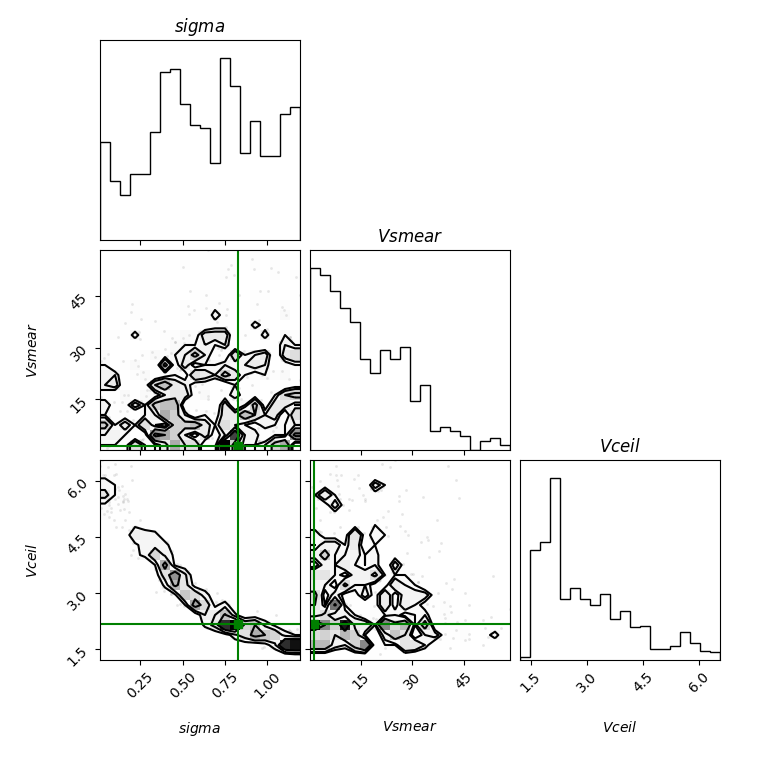 sigma
Vsmear
45
30
15
Vsmear
Vceil
6.0
4.5
3.0
1.5
Vceil
0.25 0.50 0.75 1.00
15 30 45
1.5 3.0 4.5 6.0
sigma Vsmear Vceil